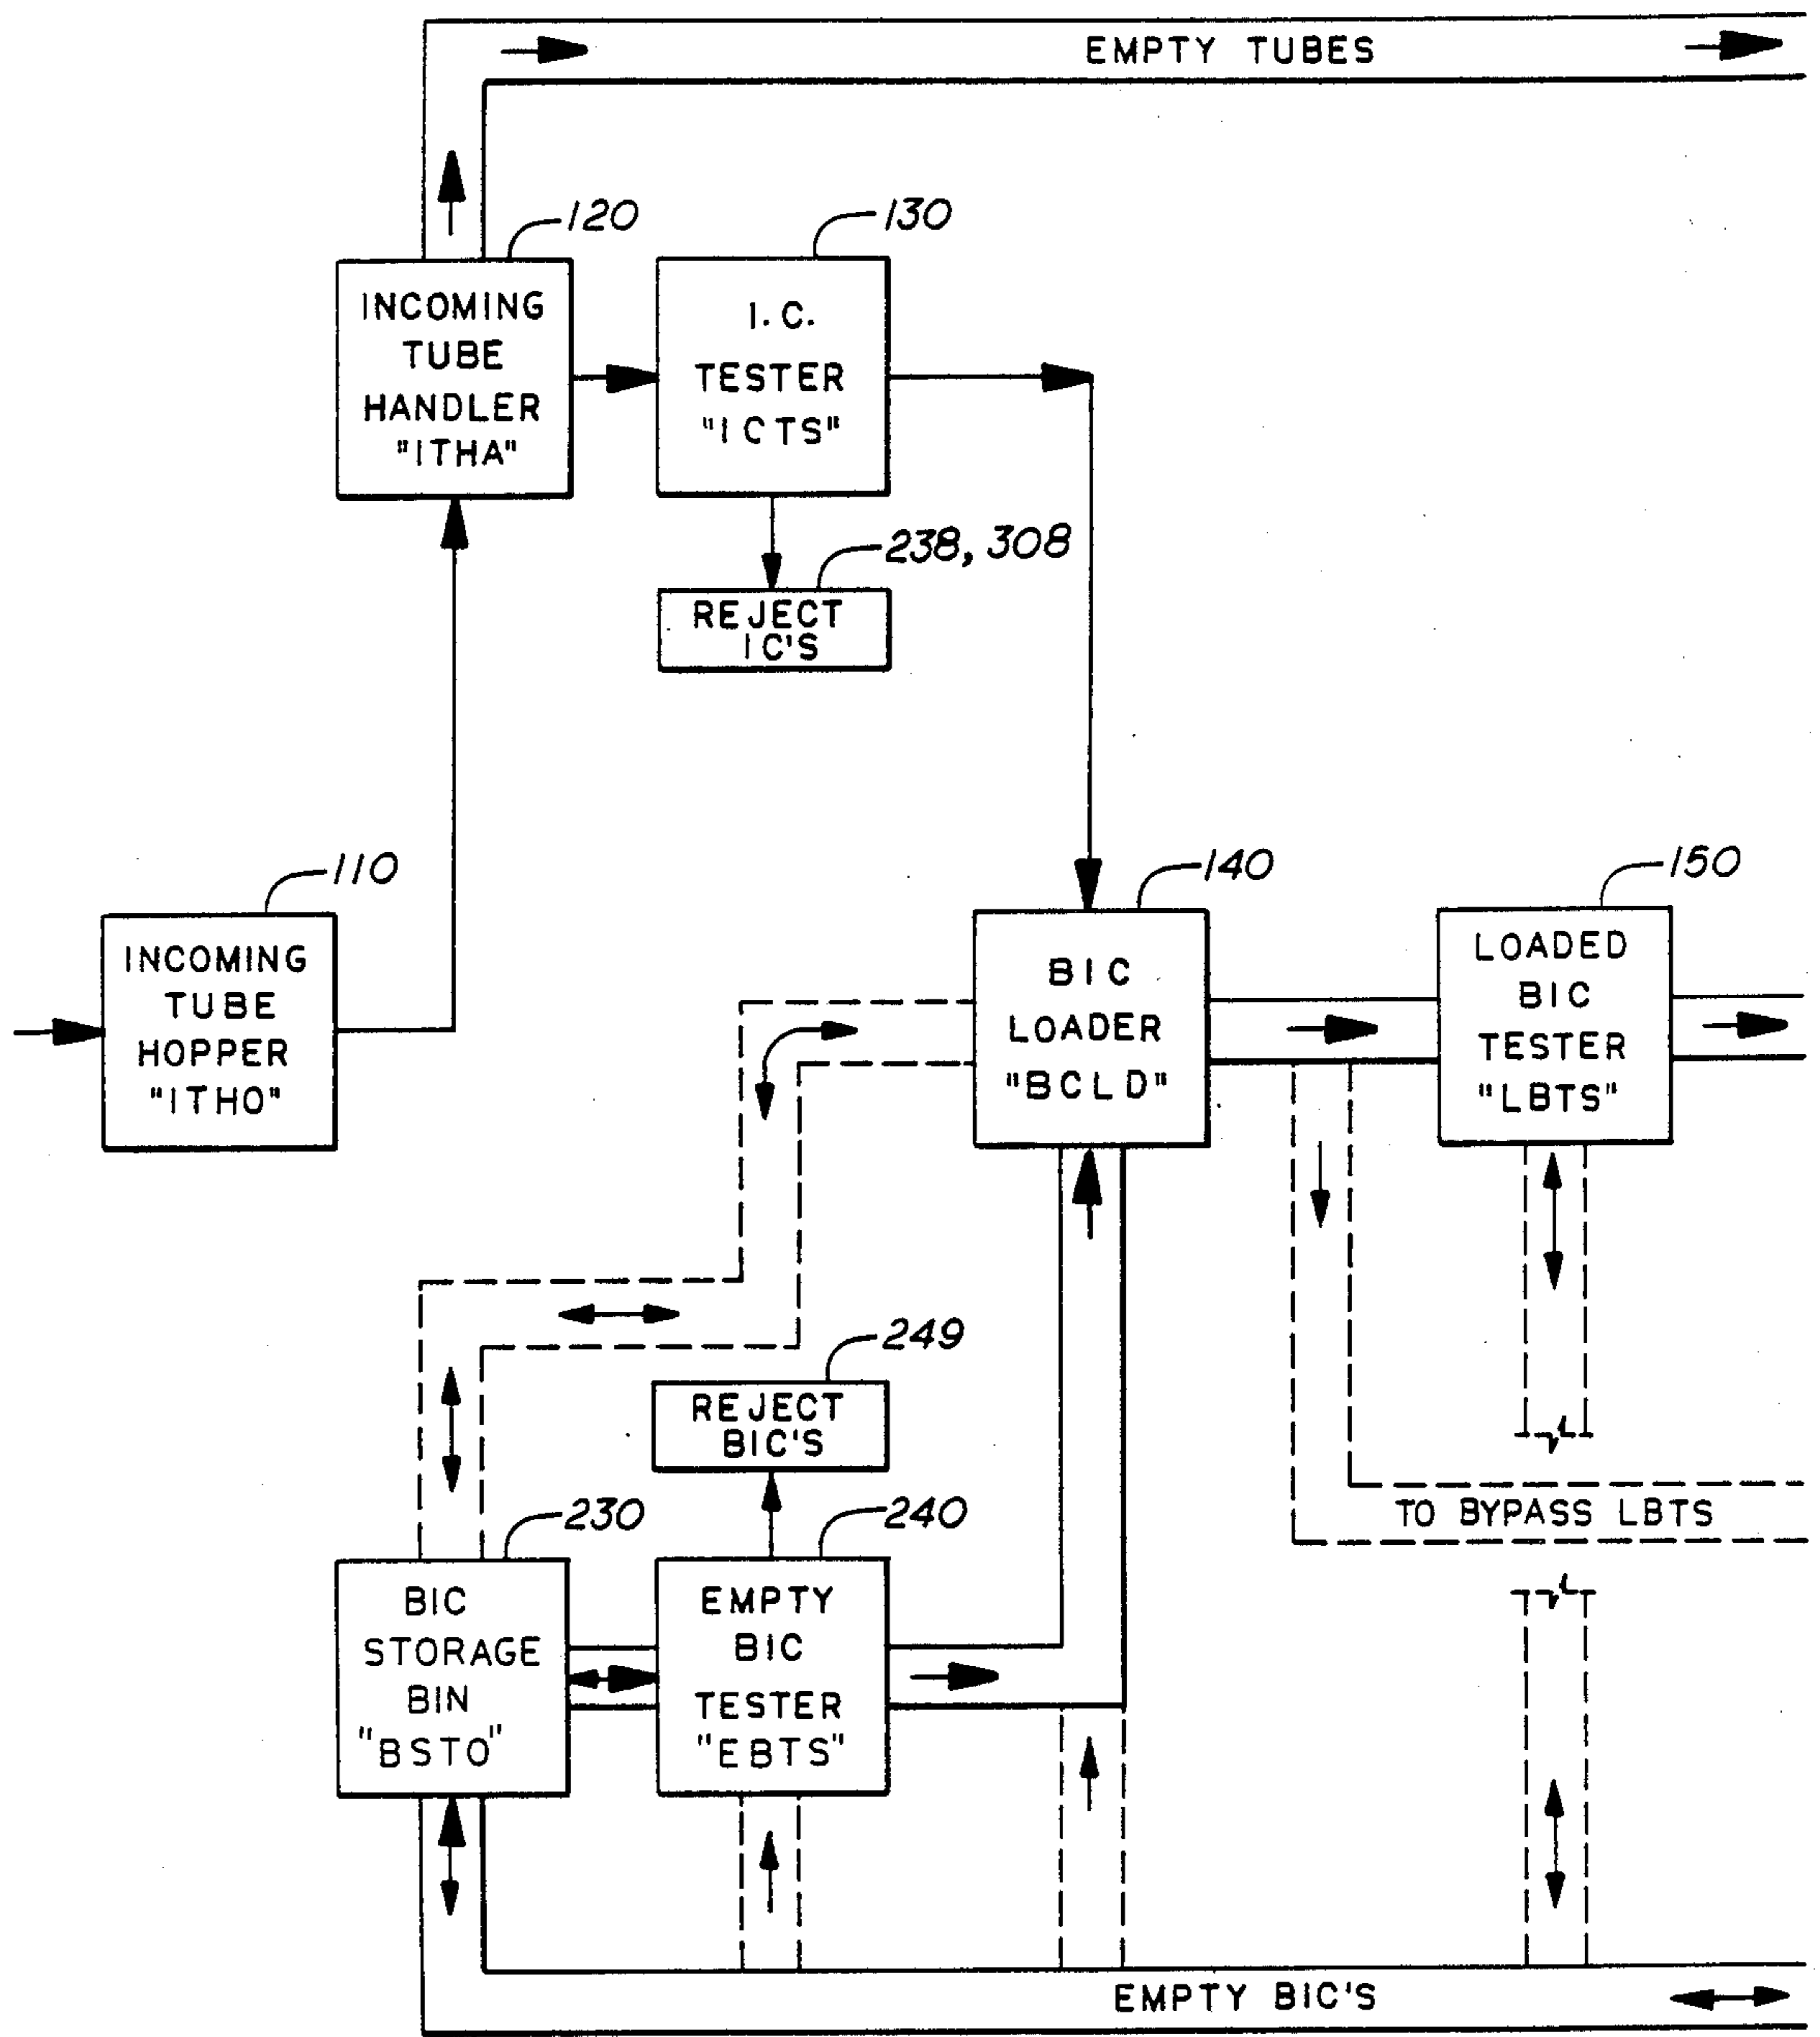 EMPTY TUBES
120
130
INCOMING
TUBE
HANDLER
"ITHA"
I.C.
TESTER
"ICTS"
238, 308
REJECT
IC'S
110
140
150
INCOMING
TUBE
HOPPER
"ITHO"
BIC
LOADER
"BCLD"
LOADED
BIC
TESTER
"LBTS"
249
REJECT
BIC'S
230
240
TO BYPASS LBTS
BIC
STORAGE
BIN
"BSTO"
EMPTY
BIC
TESTER
"EBTS"
EMPTY BIC'S